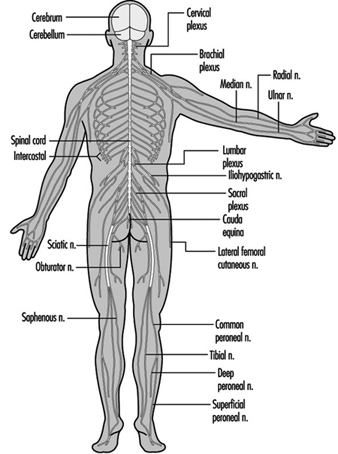 Cerebrum
Cerebellum
Cervical
plexus
Brachial
plexus
Median n.
Radial n.
Ulnar n.
Spinal cord
Intercostal
Lumbar
plexus
Iliohypogastric n.
Sacral
plexus
Cauda
equina
Sciatic n.
Obturator n.
Lateral femoral
cutaneous n.
Saphenous n.
Common
peroneal n.
Tibial n.
Deep
peroneal n.
Superficial
peroneal n.